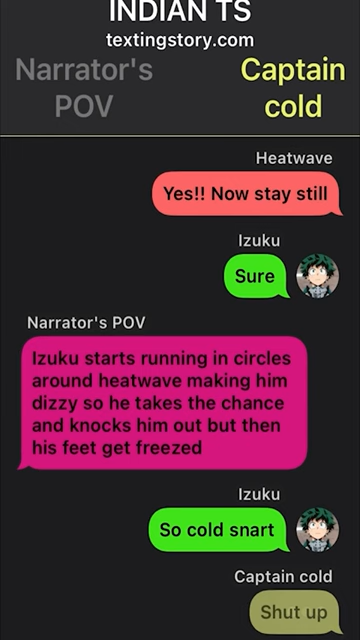 INDIAN TS
textingstory.com
Narrator's Captain
POV cold
Heatwave
Yes!! Now stay still
Izuku
Sure
Narrator's POV
Izuku starts running in circles
around heatwave making him
dizzy so he takes the chance
and knocks him out but then
his feet get freezed
Izuku
So cold snart
Captain cold
Shut up